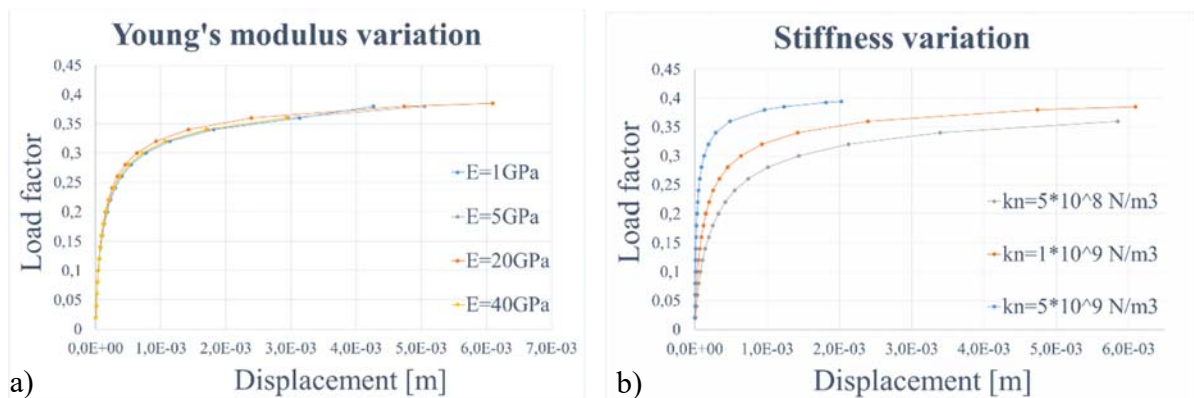 Young's modulus variation
0,45
0,4
0,35
0,3
0,25
0,2
0,15
0,1
0,05
0
Load factor
E=1GPa
E=5GPa
E=20GPa
E=40GPa
0,0E+00 1,0E-03 2,0E-03 3,0E-03 4,0E-03 5,0E-03 6,0E-03 7,0E-03
Displacement [m]
a)
Stiffness variation
0,45
0,4
0,35
0,3
0,25
0,2
0,15
0,1
0,05
0
Load factor
kn=5*10^8 N/m3
kn=1*10^9 N/m3
kn=5*10^9 N/m3
0,0E+00 1,0E-03 2,0E-03 3,0E-03 4,0E-03 5,0E-03 6,0E-03
Displacement [m]
b)